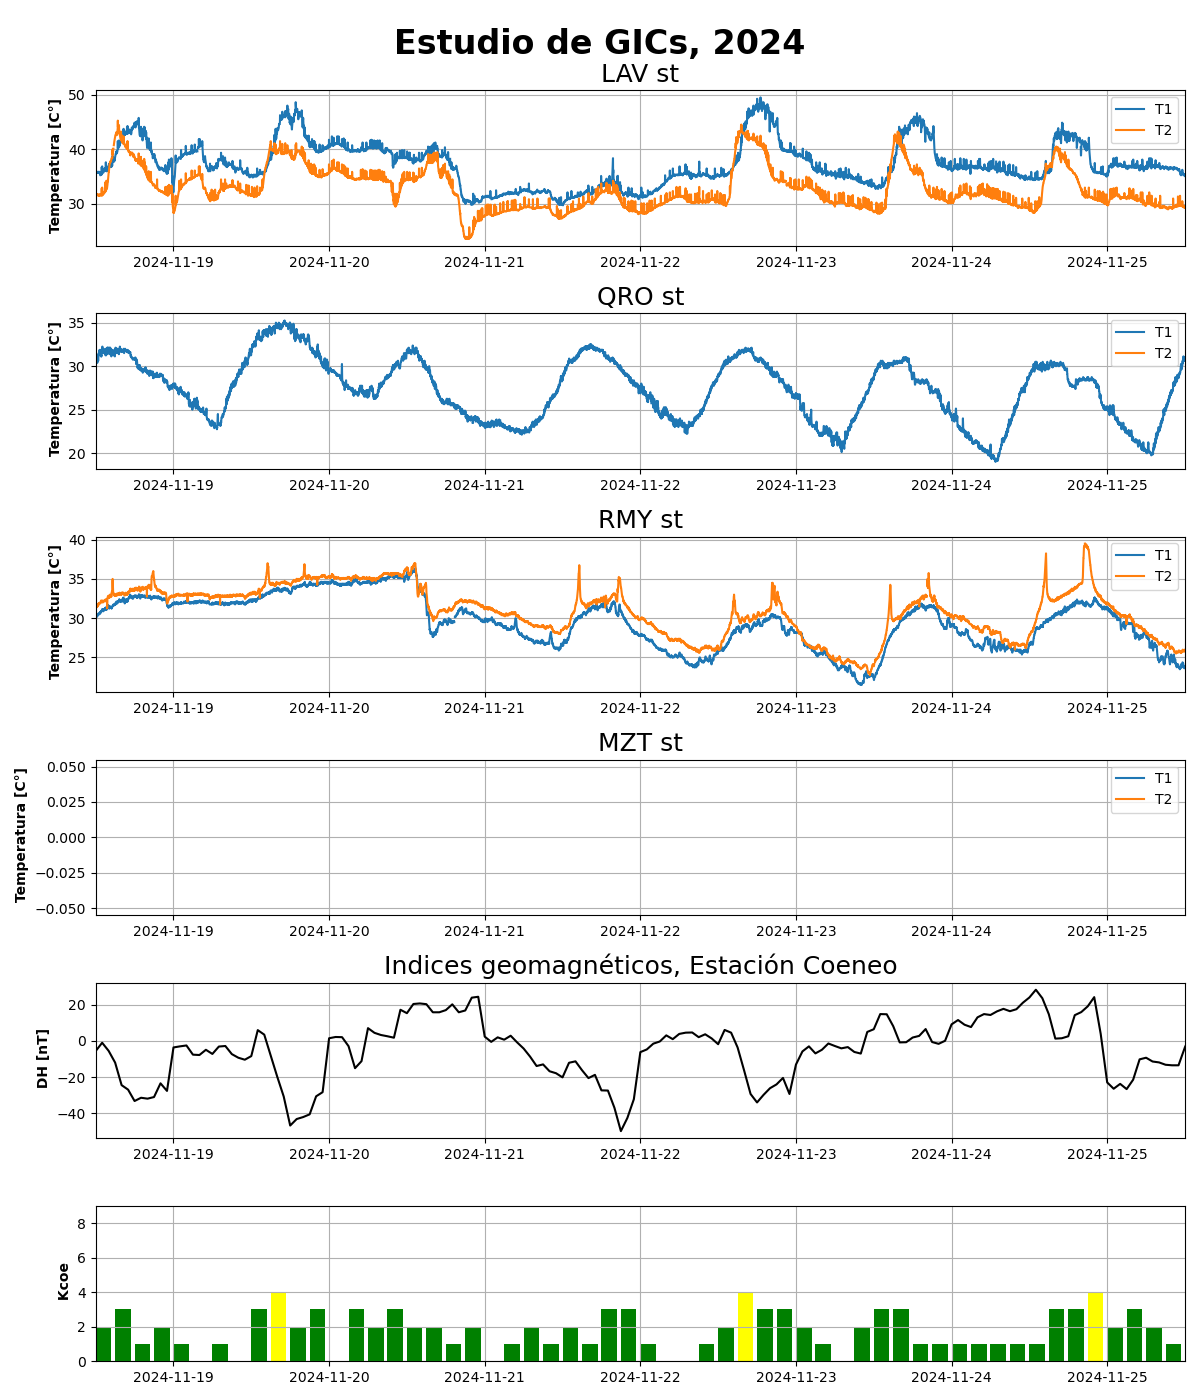 Estudio de GICs, 2024
LAV st
Temperatura [C°]
50
40
30
T1
T2
2024-11-19 2024-11-20 2024-11-21 2024-11-22 2024-11-23 2024-11-24 2024-11-25
QRO st
Temperatura [C°]
35
30
25
20
T1
T2
2024-11-19 2024-11-20 2024-11-21 2024-11-22 2024-11-23 2024-11-24 2024-11-25
RMY st
Temperatura [C°]
40
35
30
25
T1
T2
2024-11-19 2024-11-20 2024-11-21 2024-11-22 2024-11-23 2024-11-24 2024-11-25
MZT st
Temperatura [C°]
0.050
0.025
0.000
−0.025
−0.050
T1
T2
2024-11-19 2024-11-20 2024-11-21 2024-11-22 2024-11-23 2024-11-24 2024-11-25
Indices geomagnéticos, Estación Coeneo
DH [nT]
20
0
−20
−40
2024-11-19 2024-11-20 2024-11-21 2024-11-22 2024-11-23 2024-11-24 2024-11-25
Kcoe
8
6
4
2
0
2024-11-19 2024-11-20 2024-11-21 2024-11-22 2024-11-23 2024-11-24 2024-11-25